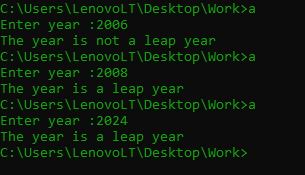 C:\Users\LenovoLT\Desktop\Work>a
Enter year :2006
The year is not a leap year
C:\Users\LenovoLT\Desktop\Work>a
Enter year :2008
The year is a leap year
C:\Users\LenovoLT\Desktop\Work>a
Enter year :2024
The year is a leap year
C:\Users\LenovoLT\Desktop\Work>